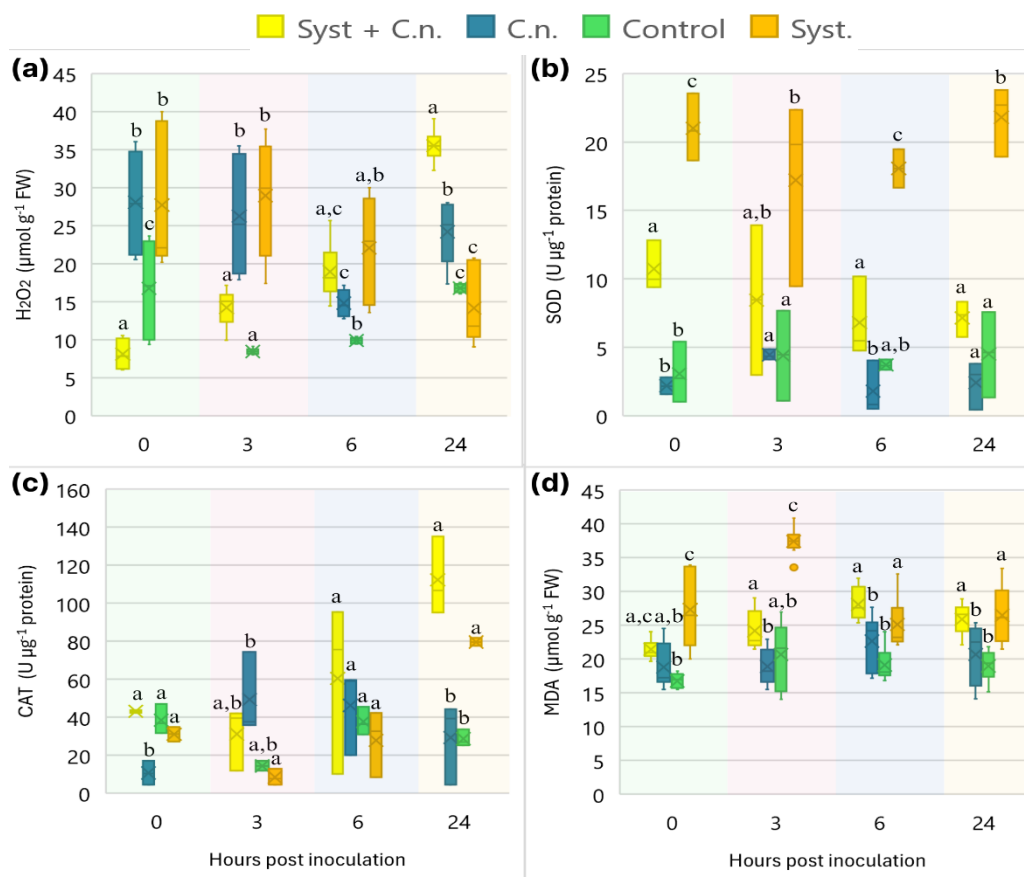 Syst + C.n. C.n. Control Syst.
(a)
H2O2 (µmol g-1 FW)
45
40
35
30
25
20
15
10
5
0
a b c b
a b a b
a,c c b a,b
a b c c
0 3 6 24
(b)
SOD (U µg-1 protein)
25
20
15
10
5
0
a b b c
a,b a a b
a b a,b c
a a a b
0 3 6 24
(c)
CAT (U µg-1 protein)
160
140
120
100
80
60
40
20
0
a b a a
a,b b a,b a
a a a a
a b b a
0 3 6 24
Hours post inoculation
(d)
MDA (µmol g-1 FW)
45
40
35
30
25
20
15
10
5
0
a,c a,b b c
a b a,b c
a b b a
a b b a
0 3 6 24
Hours post inoculation